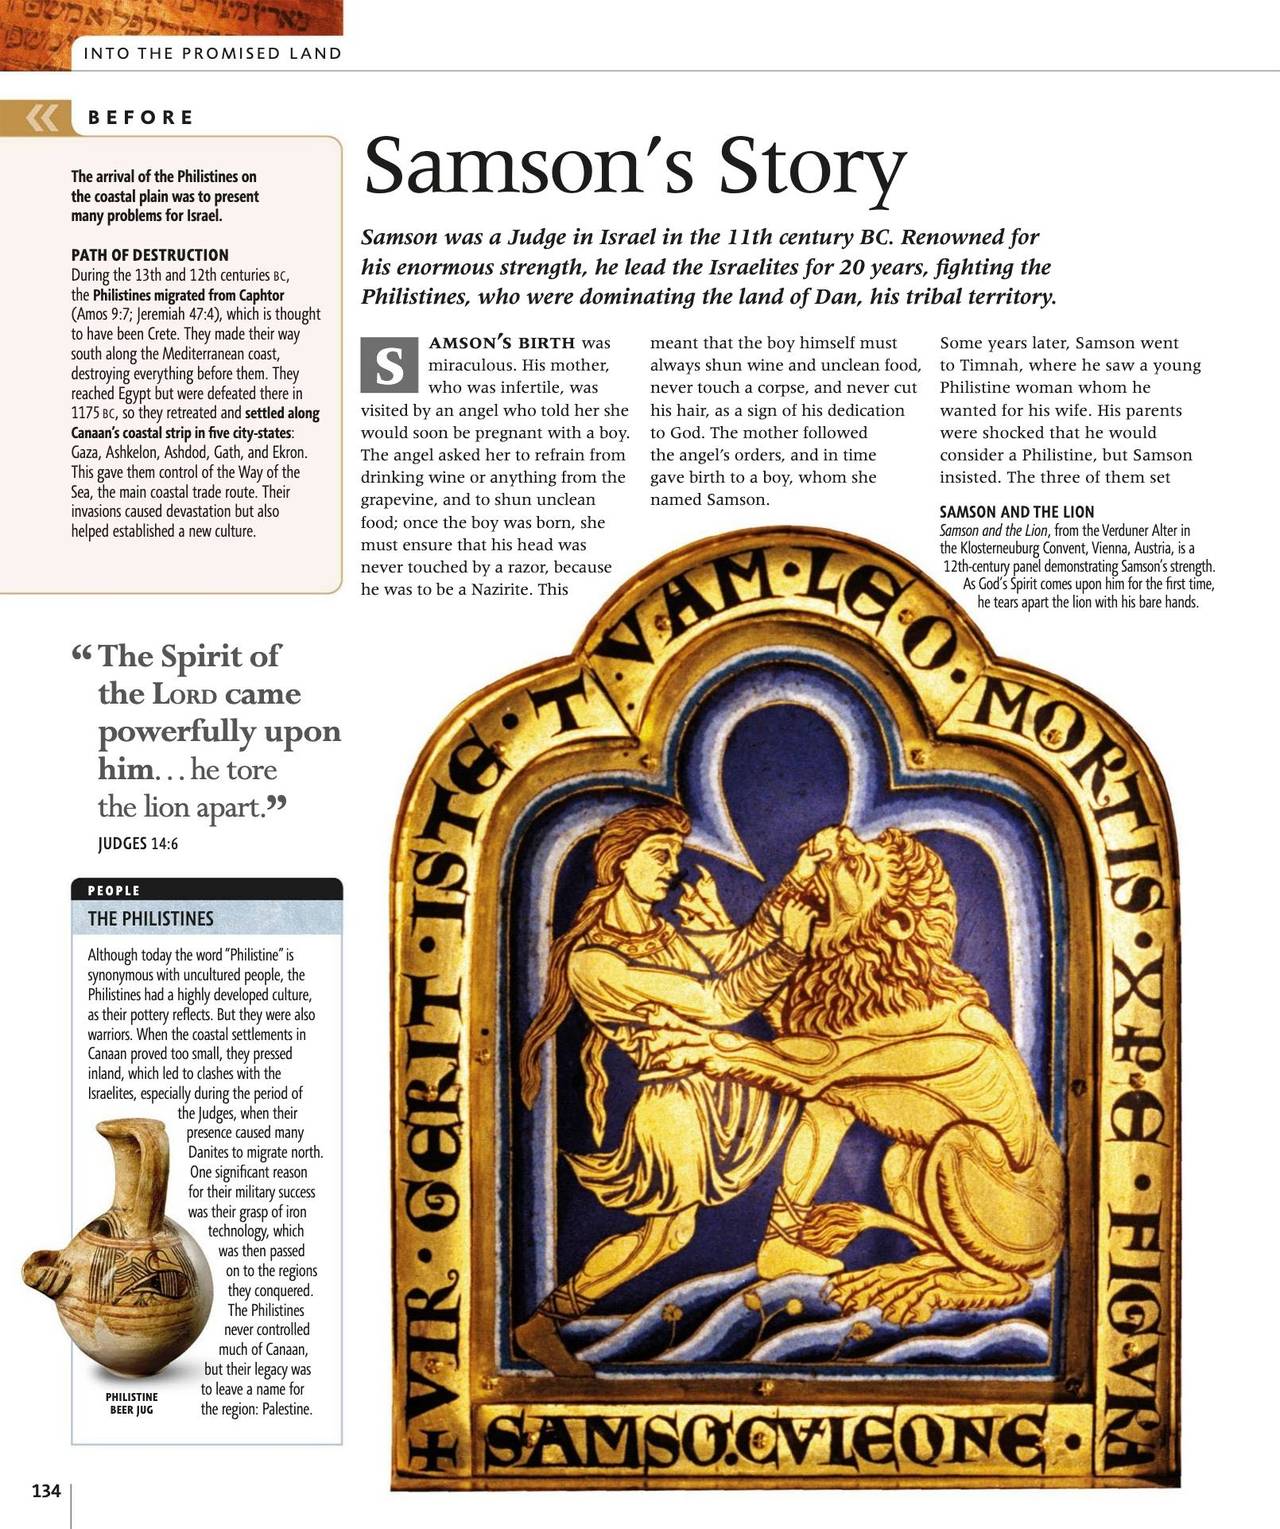 INTO THE PROMISED LAND
BEFORE
The arrival of the Philistines on
the coastal plain was to present
many problems for Israel.
PATH OF DESTRUCTION
During the 13th and 12th centuries BC,
the Philistines migrated from Caphtor
(Amos 9:7; Jeremiah 47:4), which is thought
to have been Crete. They made their way
south along the Mediterranean coast,
destroying everything before them. They
reached Egypt but were defeated there in
1175 BC, so they retreated and settled along
Canaan's coastal strip in five city-states:
Gaza, Ashkelon, Ashdod, Gath, and Ekron.
This gave them control of the Way of the
Sea, the main coastal trade route. Their
invasions caused devastation but also
helped established a new culture.
“The Spirit of
the LORD came
powerfully upon
him...he tore
the lion apart.”
JUDGES 14:6
PEOPLE
THE PHILISTINES
Although today the word “Philistine” is
synonymous with uncultured people, the
Philistines had a highly developed culture,
as their pottery reflects. But they were also
warriors. When the coastal settlements in
Canaan proved too small, they pressed
inland, which led to clashes with the
Israelites, especially during the period of
the Judges, when their
presence caused many
Danites to migrate north.
One significant reason
for their military success
was their grasp of iron
technology, which
was then passed
on to the regions
they conquered.
The Philistines
never controlled
much of Canaan,
but their legacy was
to leave a name for
the region: Palestine.
PHILISTINE
BEER JUG
Samson's Story
Samson was a Judge in Israel in the 11th century BC. Renowned for
his enormous strength, he lead the Israelites for 20 years, fighting the
Philistines, who were dominating the land of Dan, his tribal territory.
SAMSON'S BIRTH was
miraculous. His mother,
who was infertile, was
visited by an angel who told her she
would soon be pregnant with a boy.
The angel asked her to refrain from
drinking wine or anything from the
grapevine, and to shun unclean
food; once the boy was born, she
must ensure that his head was
never touched by a razor, because
he was to be a Nazirite. This
meant that the boy himself must
always shun wine and unclean food,
never touch a corpse, and never cut
his hair, as a sign of his dedication
to God. The mother followed
the angel's orders, and in time
gave birth to a boy, whom she
named Samson.
Some years later, Samson went
to Timnah, where he saw a young
Philistine woman whom he
wanted for his wife. His parents
were shocked that he would
consider a Philistine, but Samson
insisted. The three of them set
SAMSON AND THE LION
Samson and the Lion, from the Verduner Alter in
the Klosterneuburg Convent, Vienna, Austria, is a
12th-century panel demonstrating Samson's strength.
As God's Spirit comes upon him for the first time,
he tears apart the lion with his bare hands.
+VIR·GERIT·ISTE·TVAM·LEO·MORTIS·XPE·FIGVRA
SAMSO·CVLEONE·
134